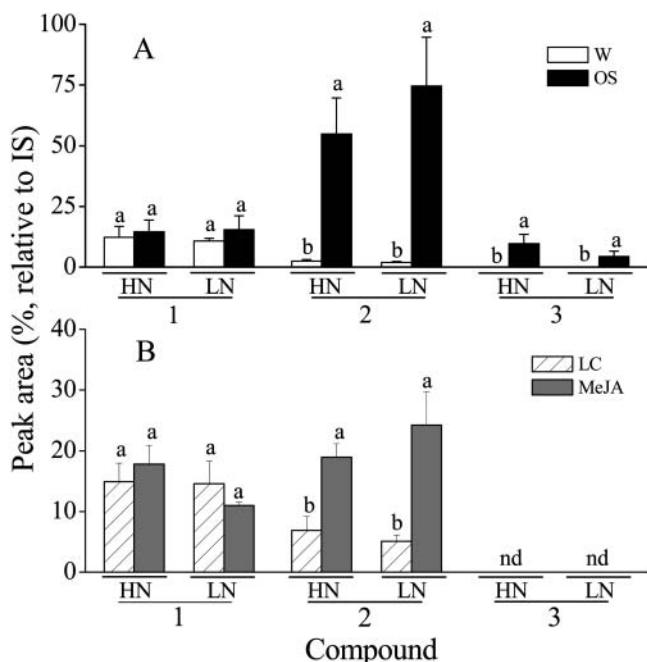 Peak area (%, relative to IS)
A
W
OS
100
75
50
25
0
a a a a b a b a b a b a
HN LN HN LN HN LN
1 2 3
B
LC
MeJA
40
30
20
10
0
a a a a b a b a nd nd
HN LN HN LN HN LN
1 2 3
Compound